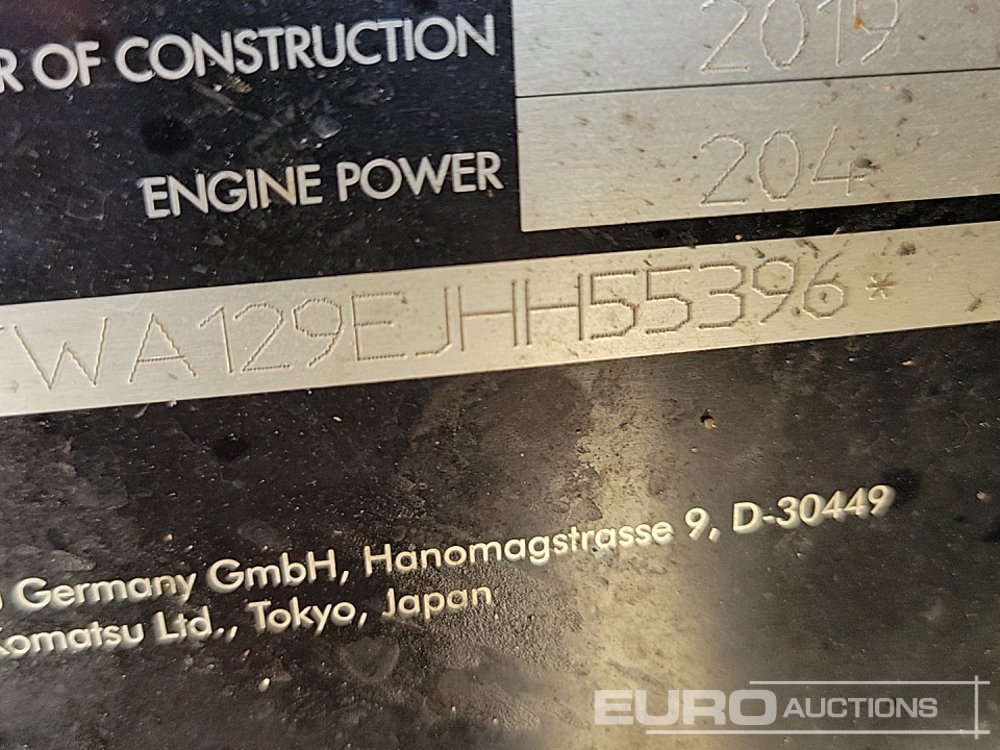 R OF CONSTRUCTION 2019
ENGINE POWER 204
WA129EJHH55396*
Germany GmbH, Hanomagstrasse 9, D-30449
Komatsu Ltd., Tokyo, Japan
EURO AUCTIONS